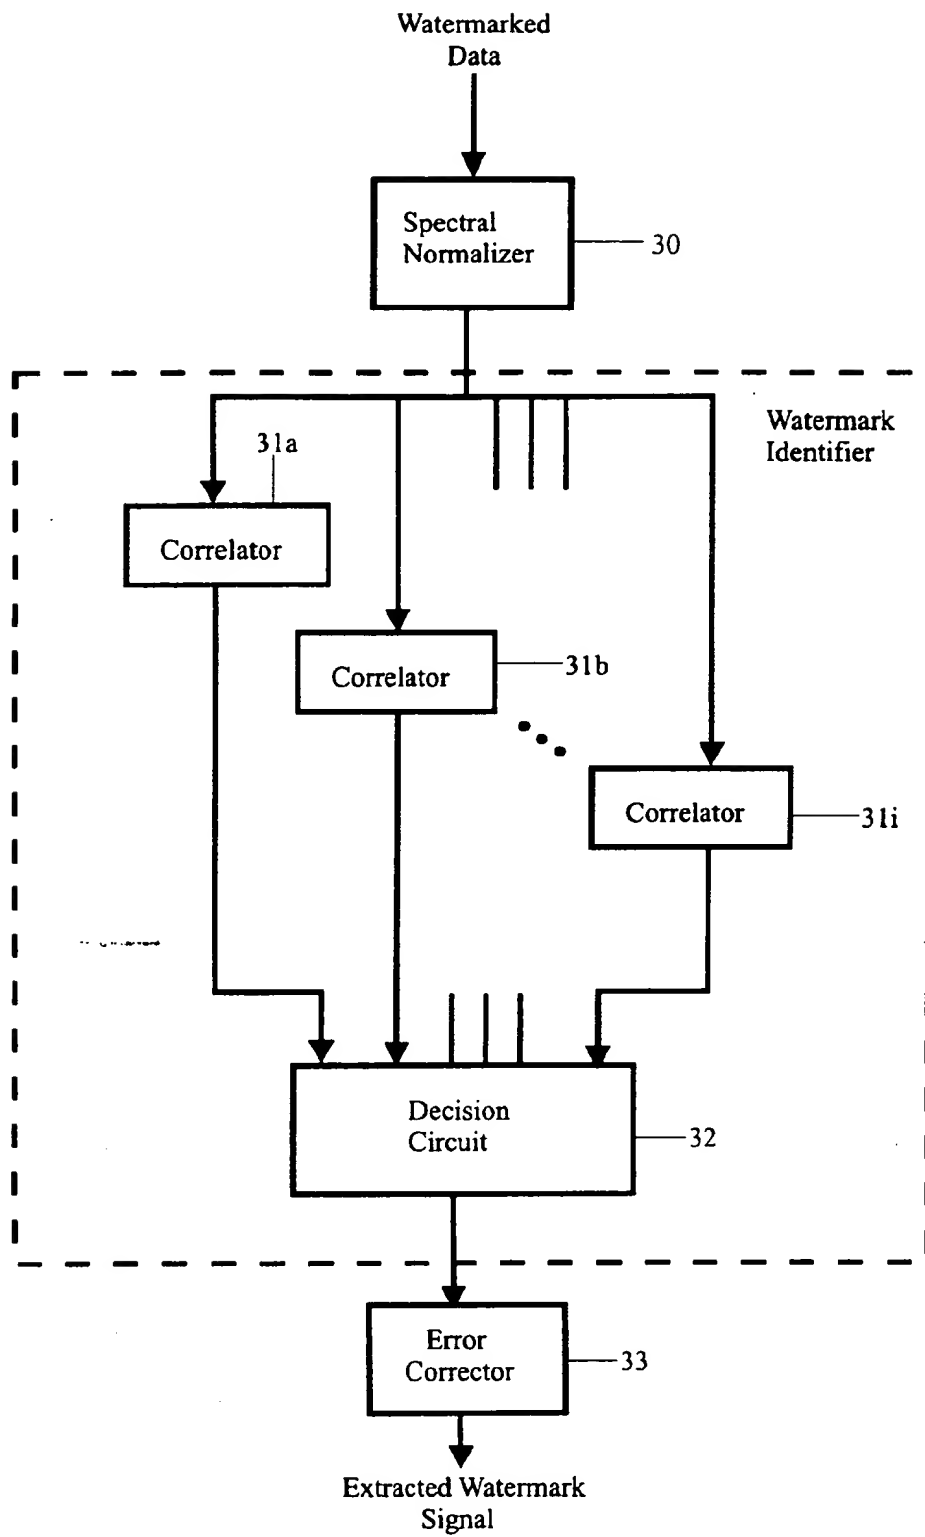 Watermarked
Data
Spectral
Normalizer
30
Watermark
Identifier
31a
Correlator
Correlator
31b
Correlator
31i
Decision
Circuit
32
Error
Corrector
33
Extracted Watermark
Signal